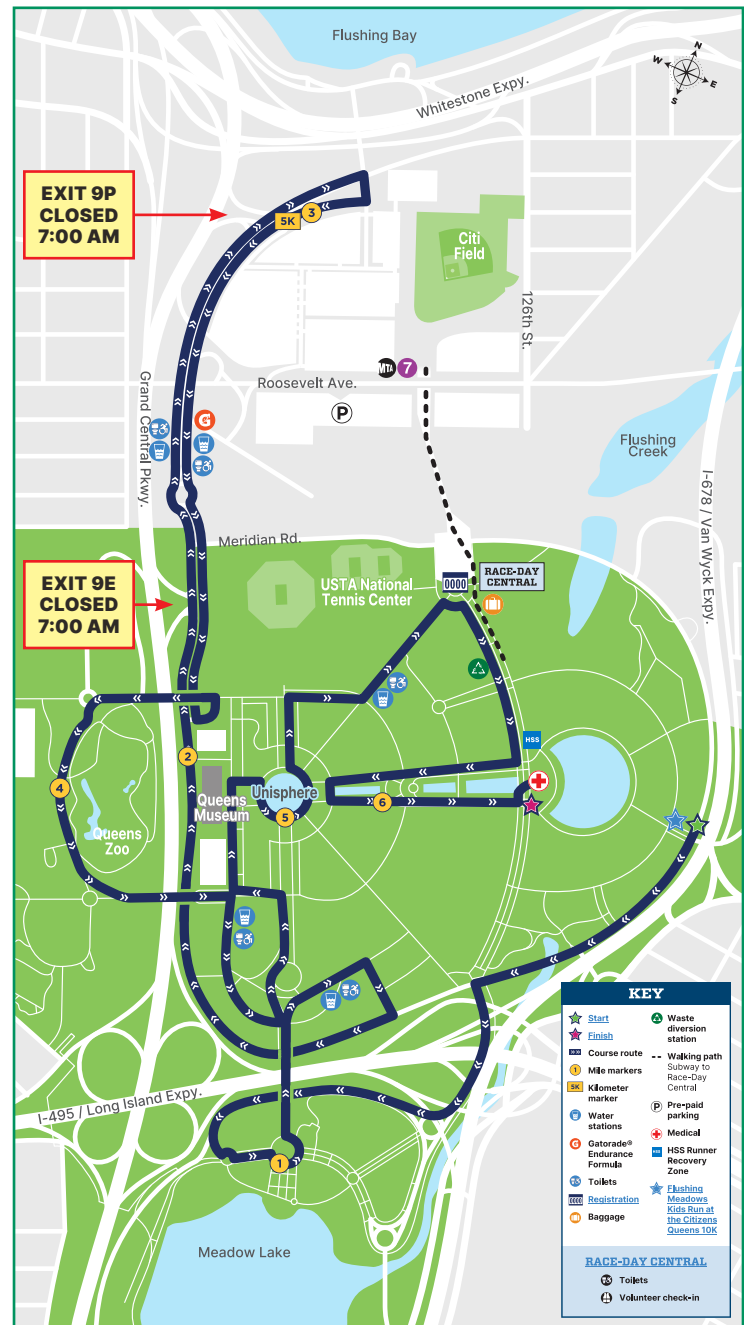 Flushing Bay
N
W
E
S
Whitestone Expy.
EXIT 9P
CLOSED
7:00 AM
5K
3
Citi
Field
126th St.
MTA
7
Roosevelt Ave.
P
Grand Central Pkwy.
G
Flushing
Creek
I-678 / Van Wyck Expy.
Meridian Rd.
EXIT 9E
CLOSED
7:00 AM
USTA National
Tennis Center
0000
RACE-DAY
CENTRAL
HSS
2
4
Queens
Museum
Unisphere
5
6
Queens
Zoo
I-495 / Long Island Expy.
1
Meadow Lake
KEY
Start
Finish
Course route
1
Mile markers
5K
Kilometer
marker
Water
stations
G
Gatorade®
Endurance
Formula
Toilets
0000
Registration
Baggage
Waste
diversion
station
Walking path
Subway to
Race-Day
Central
P
Pre-paid
parking
Medical
HSS
HSS Runner
Recovery
Zone
Flushing
Meadows
Kids Run at
the Citizens
Queens 10K
RACE-DAY CENTRAL
Toilets
Volunteer check-in